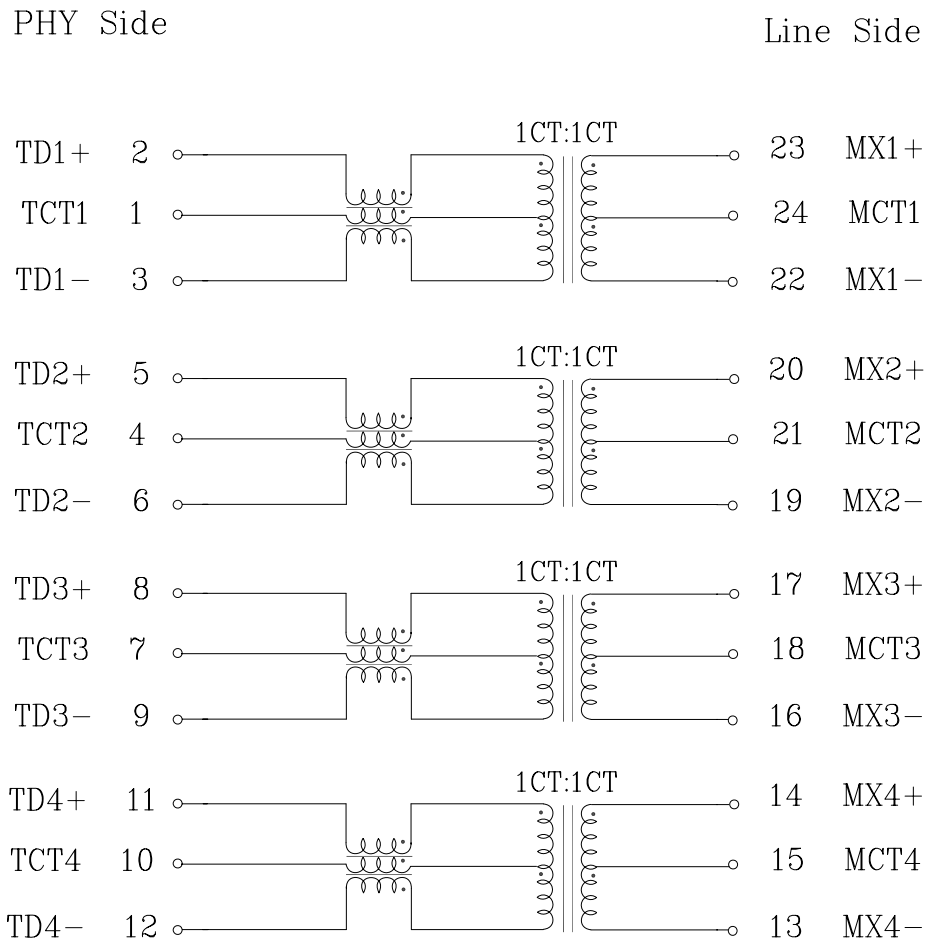 PHY Side
Line Side
1CT:1CT
TD1+ 2 23 MX1+
TCT1 1 24 MCT1
TD1- 3 22 MX1-
1CT:1CT
TD2+ 5 20 MX2+
TCT2 4 21 MCT2
TD2- 6 19 MX2-
1CT:1CT
TD3+ 8 17 MX3+
TCT3 7 18 MCT3
TD3- 9 16 MX3-
1CT:1CT
TD4+ 11 14 MX4+
TCT4 10 15 MCT4
TD4- 12 13 MX4-